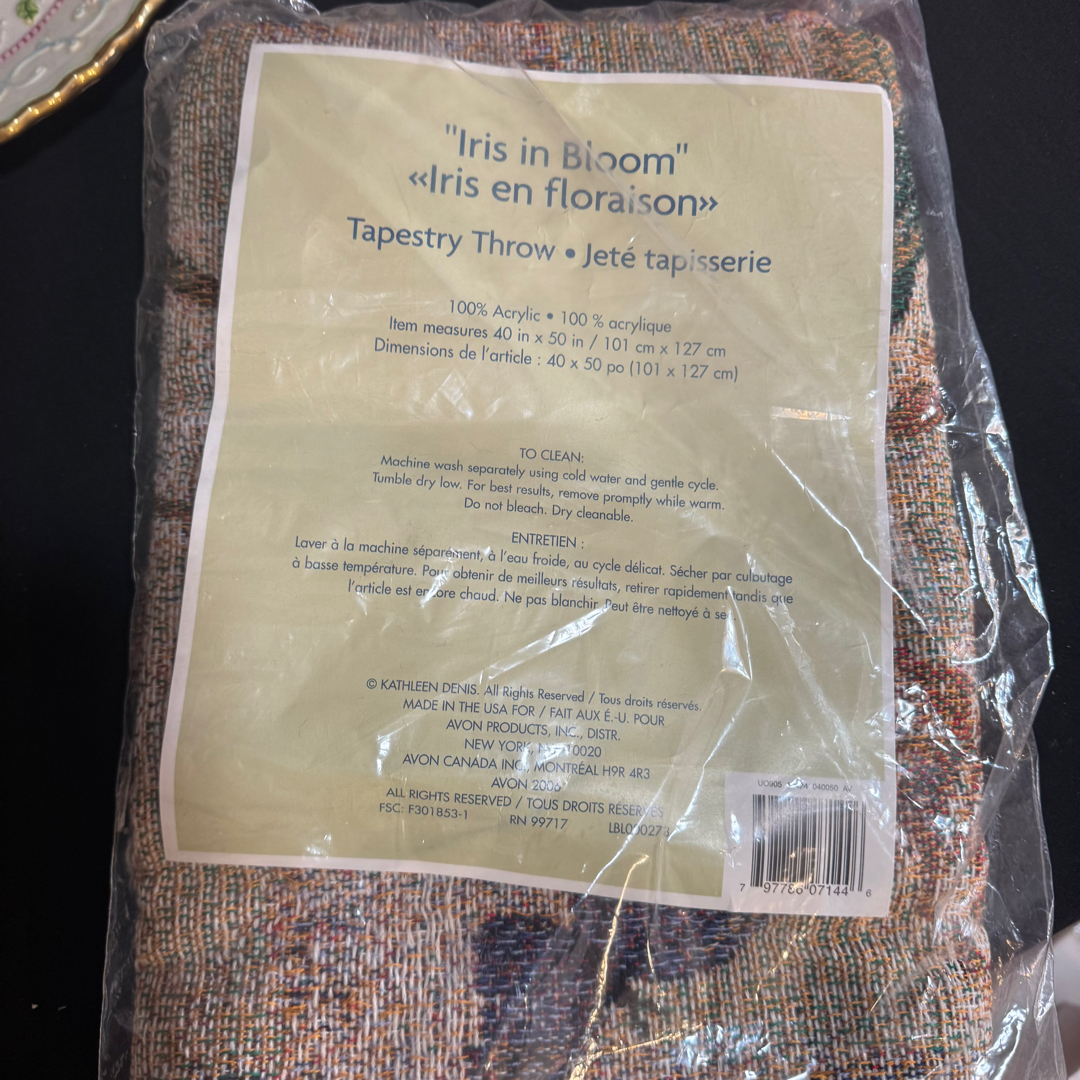 "Iris in Bloom"
«Iris en floraison»
Tapestry Throw • Jeté tapisserie
100% Acrylic • 100 % acrylique
Item measures 40 in x 50 in / 101 cm x 127 cm
Dimensions de l'article : 40 x 50 po (101 x 127 cm)
TO CLEAN:
Machine wash separately using cold water and gentle cycle.
Tumble dry low. For best results, remove promptly while warm.
Do not bleach. Dry cleanable.
ENTRETIEN :
Laver à la machine séparément, à l'eau froide, au cycle délicat. Sécher par culbutage
à basse température. Pour obtenir de meilleurs résultats, retirer rapidement tandis que
l'article est encore chaud. Ne pas blanchir. Peut être nettoyé à sec.
© KATHLEEN DENIS. All Rights Reserved / Tous droits réservés.
MADE IN THE USA FOR / FAIT AUX É.-U. POUR
AVON PRODUCTS, INC., DISTR.
NEW YORK, NY 10020
AVON CANADA INC., MONTRÉAL H9R 4R3
AVON 2006
ALL RIGHTS RESERVED / TOUS DROITS RÉSERVÉS
FSC: F301853-1 RN 99717
UO905 040050 AV
7 97786 07144 6